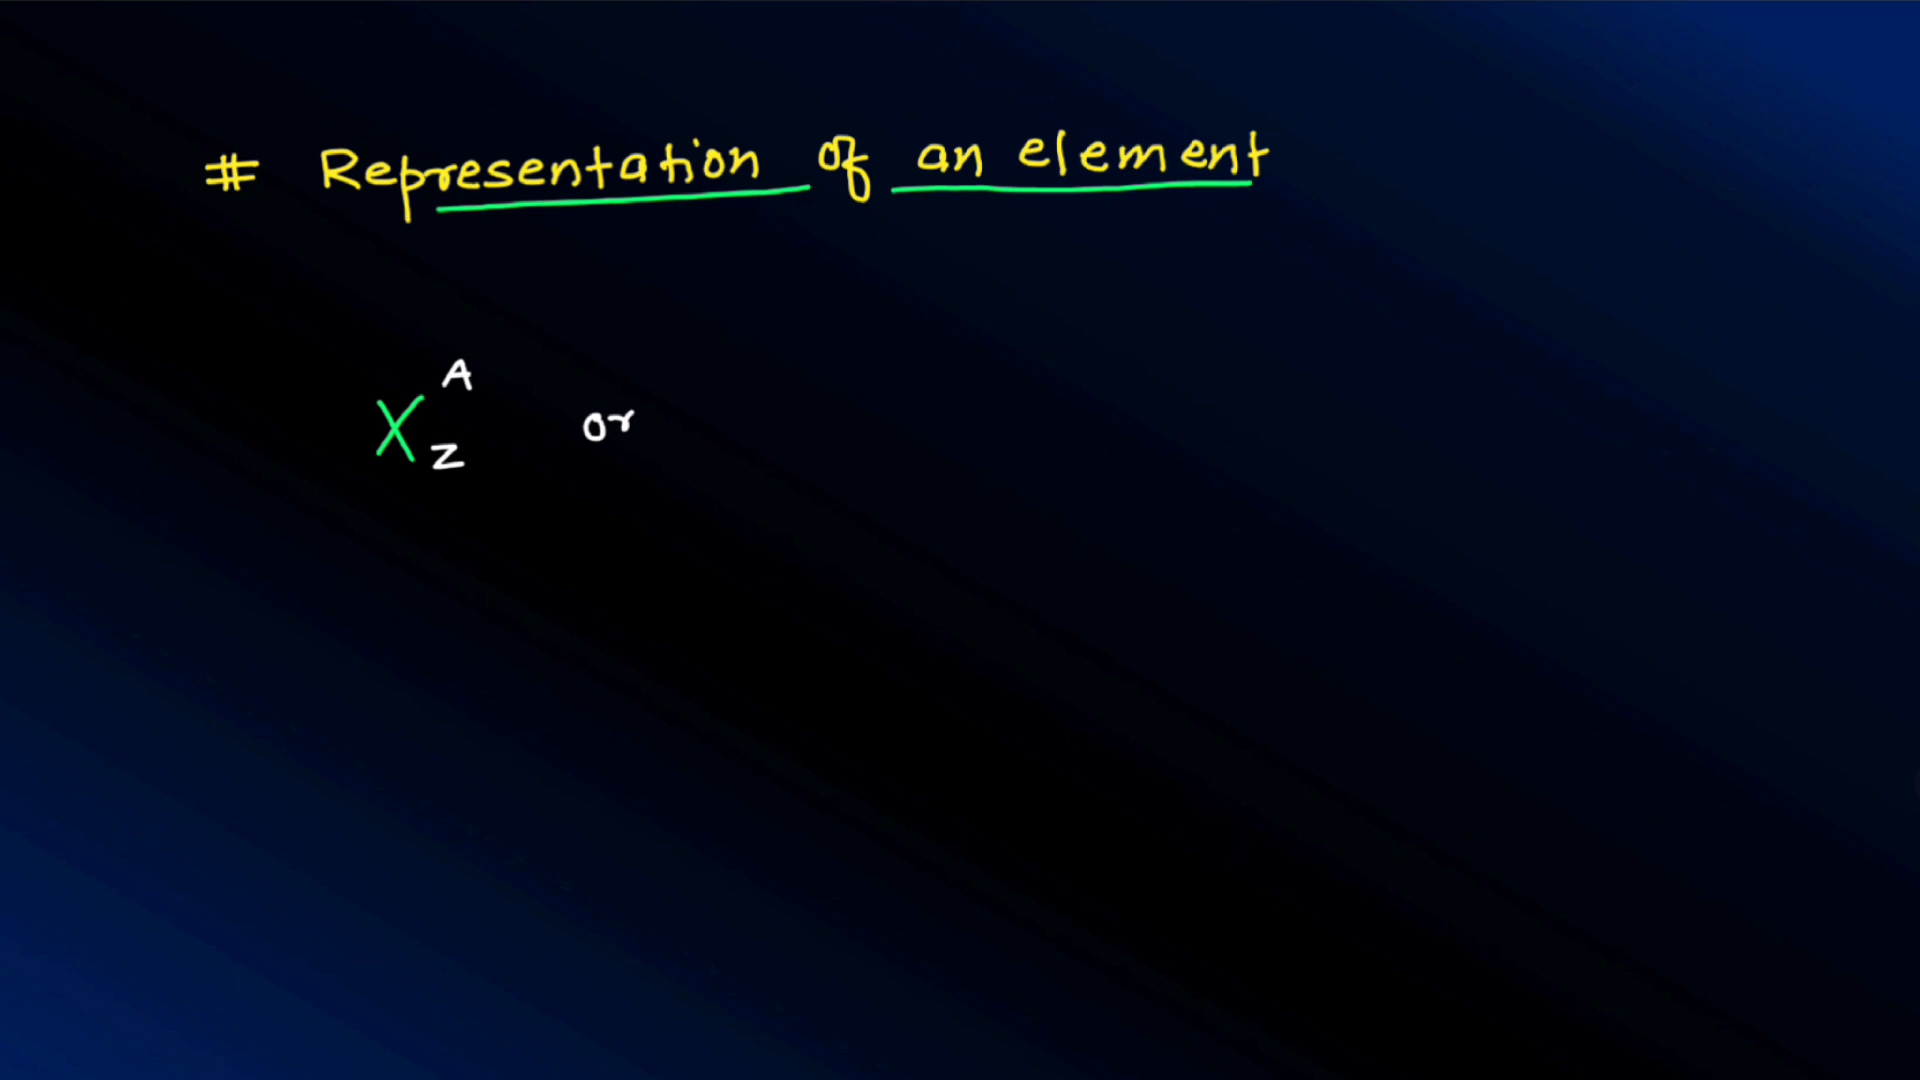 # Representation of an element
X A Z or